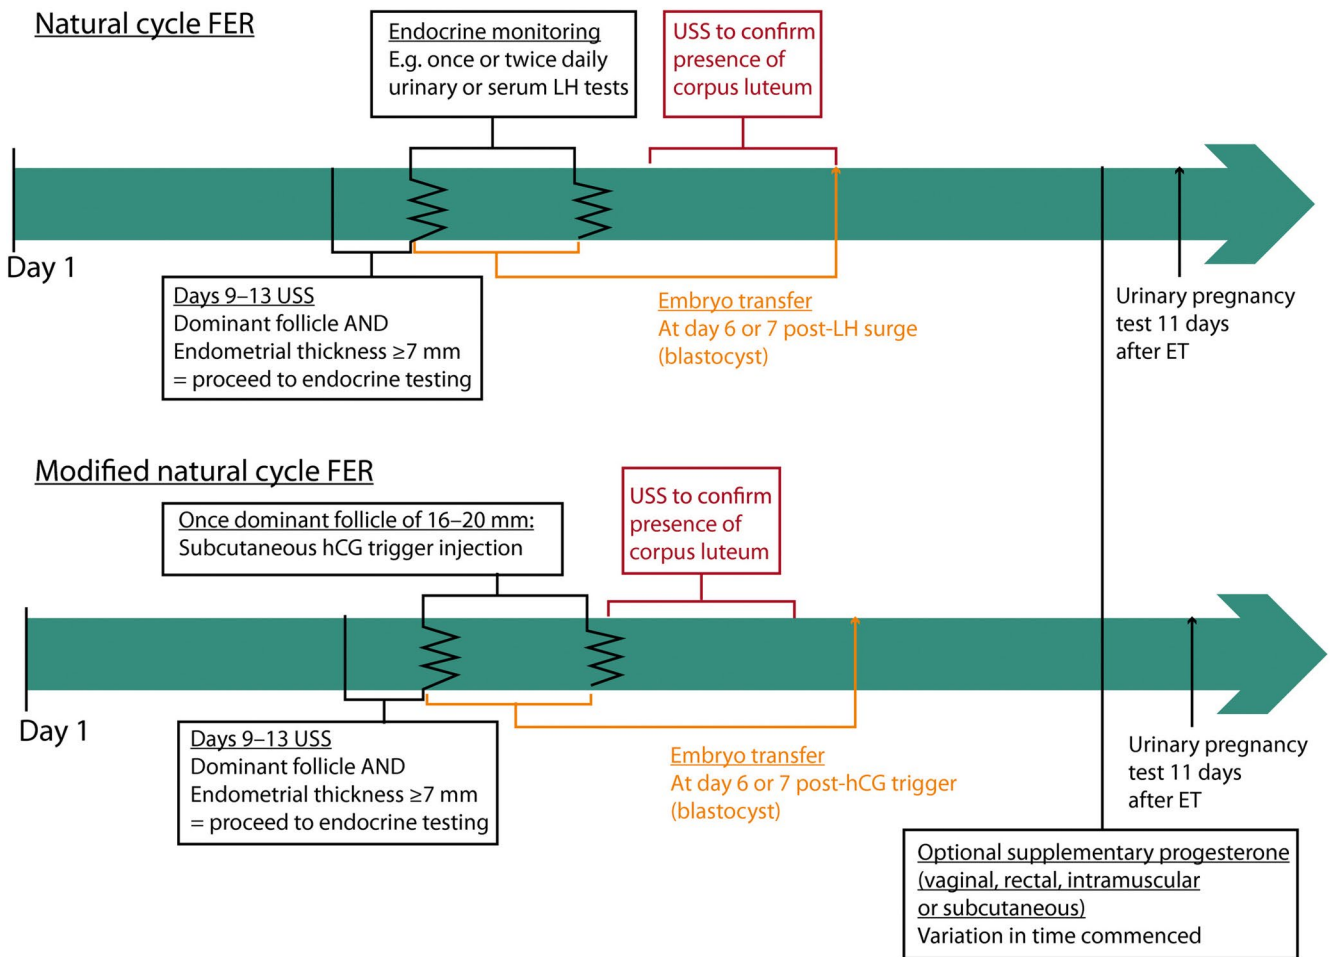 Natural cycle FER
Endocrine monitoring
E.g. once or twice daily
urinary or serum LH tests
USS to confirm
presence of
corpus luteum
Day 1
Days 9–13 USS
Dominant follicle AND
Endometrial thickness ≥7 mm
= proceed to endocrine testing
Embryo transfer
At day 6 or 7 post-LH surge
(blastocyst)
Urinary pregnancy
test 11 days
after ET
Modified natural cycle FER
Once dominant follicle of 16–20 mm:
Subcutaneous hCG trigger injection
USS to confirm
presence of
corpus luteum
Day 1
Days 9–13 USS
Dominant follicle AND
Endometrial thickness ≥7 mm
= proceed to endocrine testing
Embryo transfer
At day 6 or 7 post-hCG trigger
(blastocyst)
Urinary pregnancy
test 11 days
after ET
Optional supplementary progesterone
(vaginal, rectal, intramuscular
or subcutaneous)
Variation in time commenced